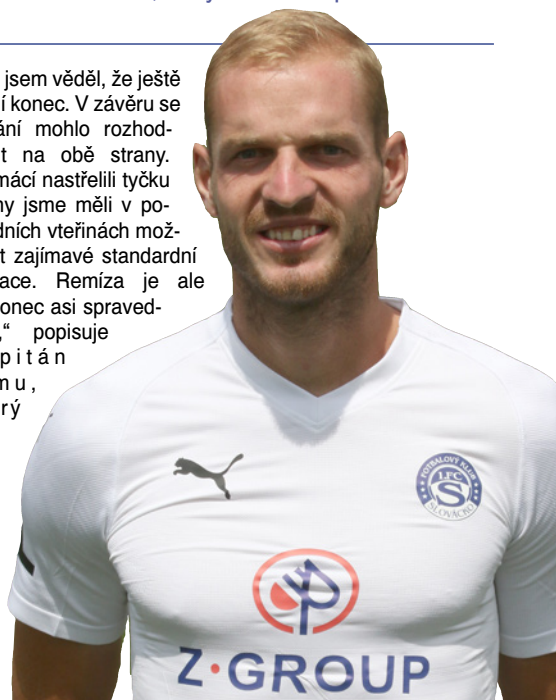 jsem věděl, že ještě
í konec. V závěru se
ání mohlo rozhod-
t na obě strany.
mácí nastřelili tyčku
ny jsme měli v po-
dních vteřinách mož-
t zajímavé standardní
ace. Remíza je ale
onec asi spraved-
,“ popisuje
pitán
mu,
rý
FOTBALOVÝ KLUB
1.FC
S
SLOVÁCKO
Z·GROUP